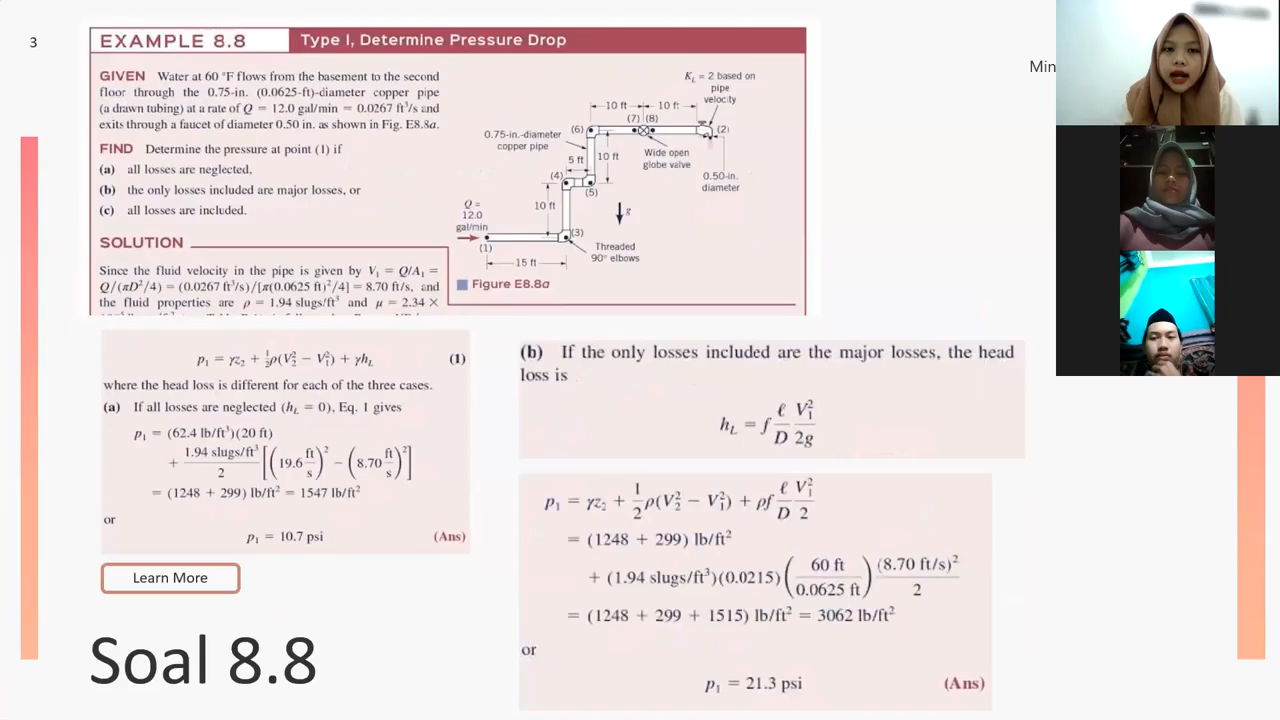 3
EXAMPLE 8.8 Type I, Determine Pressure Drop
GIVEN Water at 60 °F flows from the basement to the second
floor through the 0.75-in. (0.0625-ft)-diameter copper pipe
(a drawn tubing) at a rate of Q = 12.0 gal/min = 0.0267 ft³/s and
exits through a faucet of diameter 0.50 in. as shown in Fig. E8.8a.
FIND Determine the pressure at point (1) if
(a) all losses are neglected,
(b) the only losses included are major losses, or
(c) all losses are included.
SOLUTION
Since the fluid velocity in the pipe is given by V₁ = Q/A₁ =
Q/(πD²/4) = (0.0267 ft³/s)/[π(0.0625 ft)²/4] = 8.70 ft/s, and
the fluid properties are ρ = 1.94 slugs/ft³ and μ = 2.34 ×
K_L = 2 based on
pipe
velocity
10 ft 10 ft
(7) (8)
(6)
(2)
0.75-in.-diameter
copper pipe
Wide open
globe valve
5 ft
10 ft
(4)
(5)
0.50-in.
diameter
Q =
12.0
gal/min
10 ft
g
(3)
(1)
Threaded
90° elbows
15 ft
Figure E8.8a
p₁ = γz₂ + ½ρ(V₂² − V₁²) + γh_L (1)
where the head loss is different for each of the three cases.
(a) If all losses are neglected (h_L = 0), Eq. 1 gives
p₁ = (62.4 lb/ft³)(20 ft)
+ 1.94 slugs/ft³ / 2 [(19.6 ft/s)² − (8.70 ft/s)²]
= (1248 + 299) lb/ft² = 1547 lb/ft²
or
p₁ = 10.7 psi (Ans)
Learn More
Soal 8.8
(b) If the only losses included are the major losses, the head
loss is
h_L = f ℓ/D V₁²/2g
p₁ = γz₂ + 1/2 ρ(V₂² − V₁²) + ρf ℓ/D V₁²/2
= (1248 + 299) lb/ft²
+ (1.94 slugs/ft³)(0.0215) (60 ft / 0.0625 ft) (8.70 ft/s)² / 2
= (1248 + 299 + 1515) lb/ft² = 3062 lb/ft²
or
p₁ = 21.3 psi (Ans)
Min